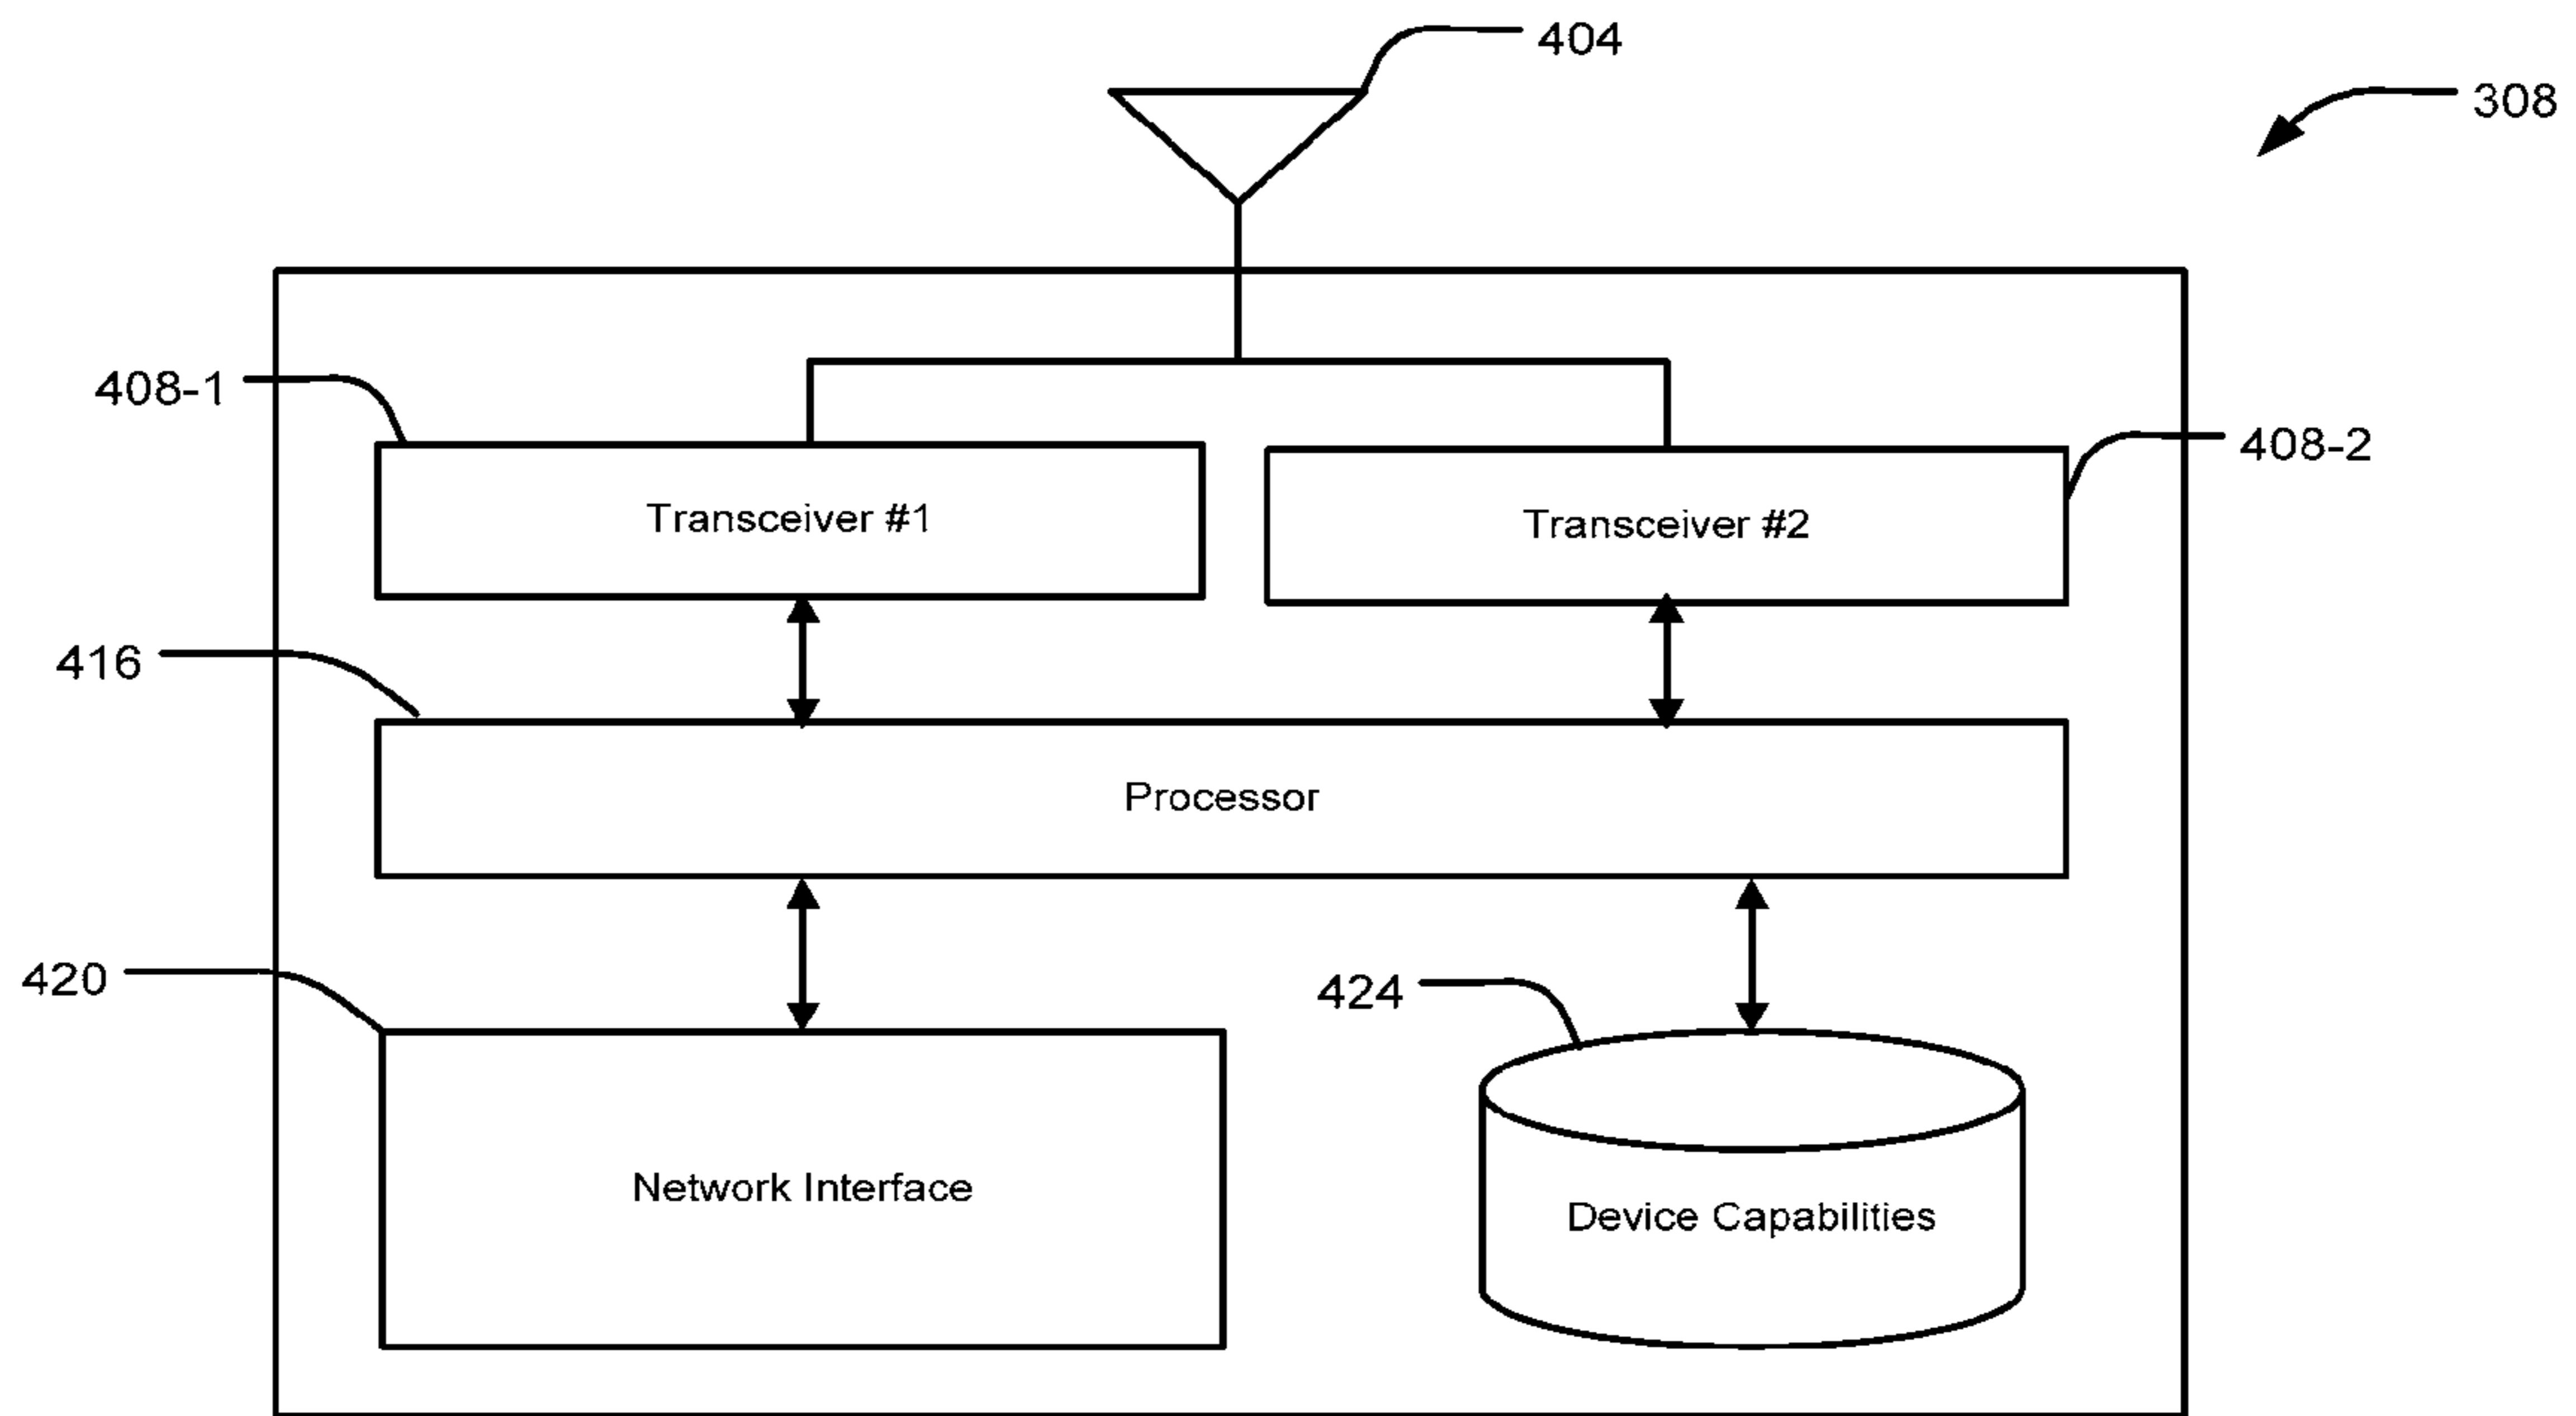 404
308
408-1
408-2
Transceiver #1
Transceiver #2
416
Processor
420
424
Network Interface
Device Capabilities